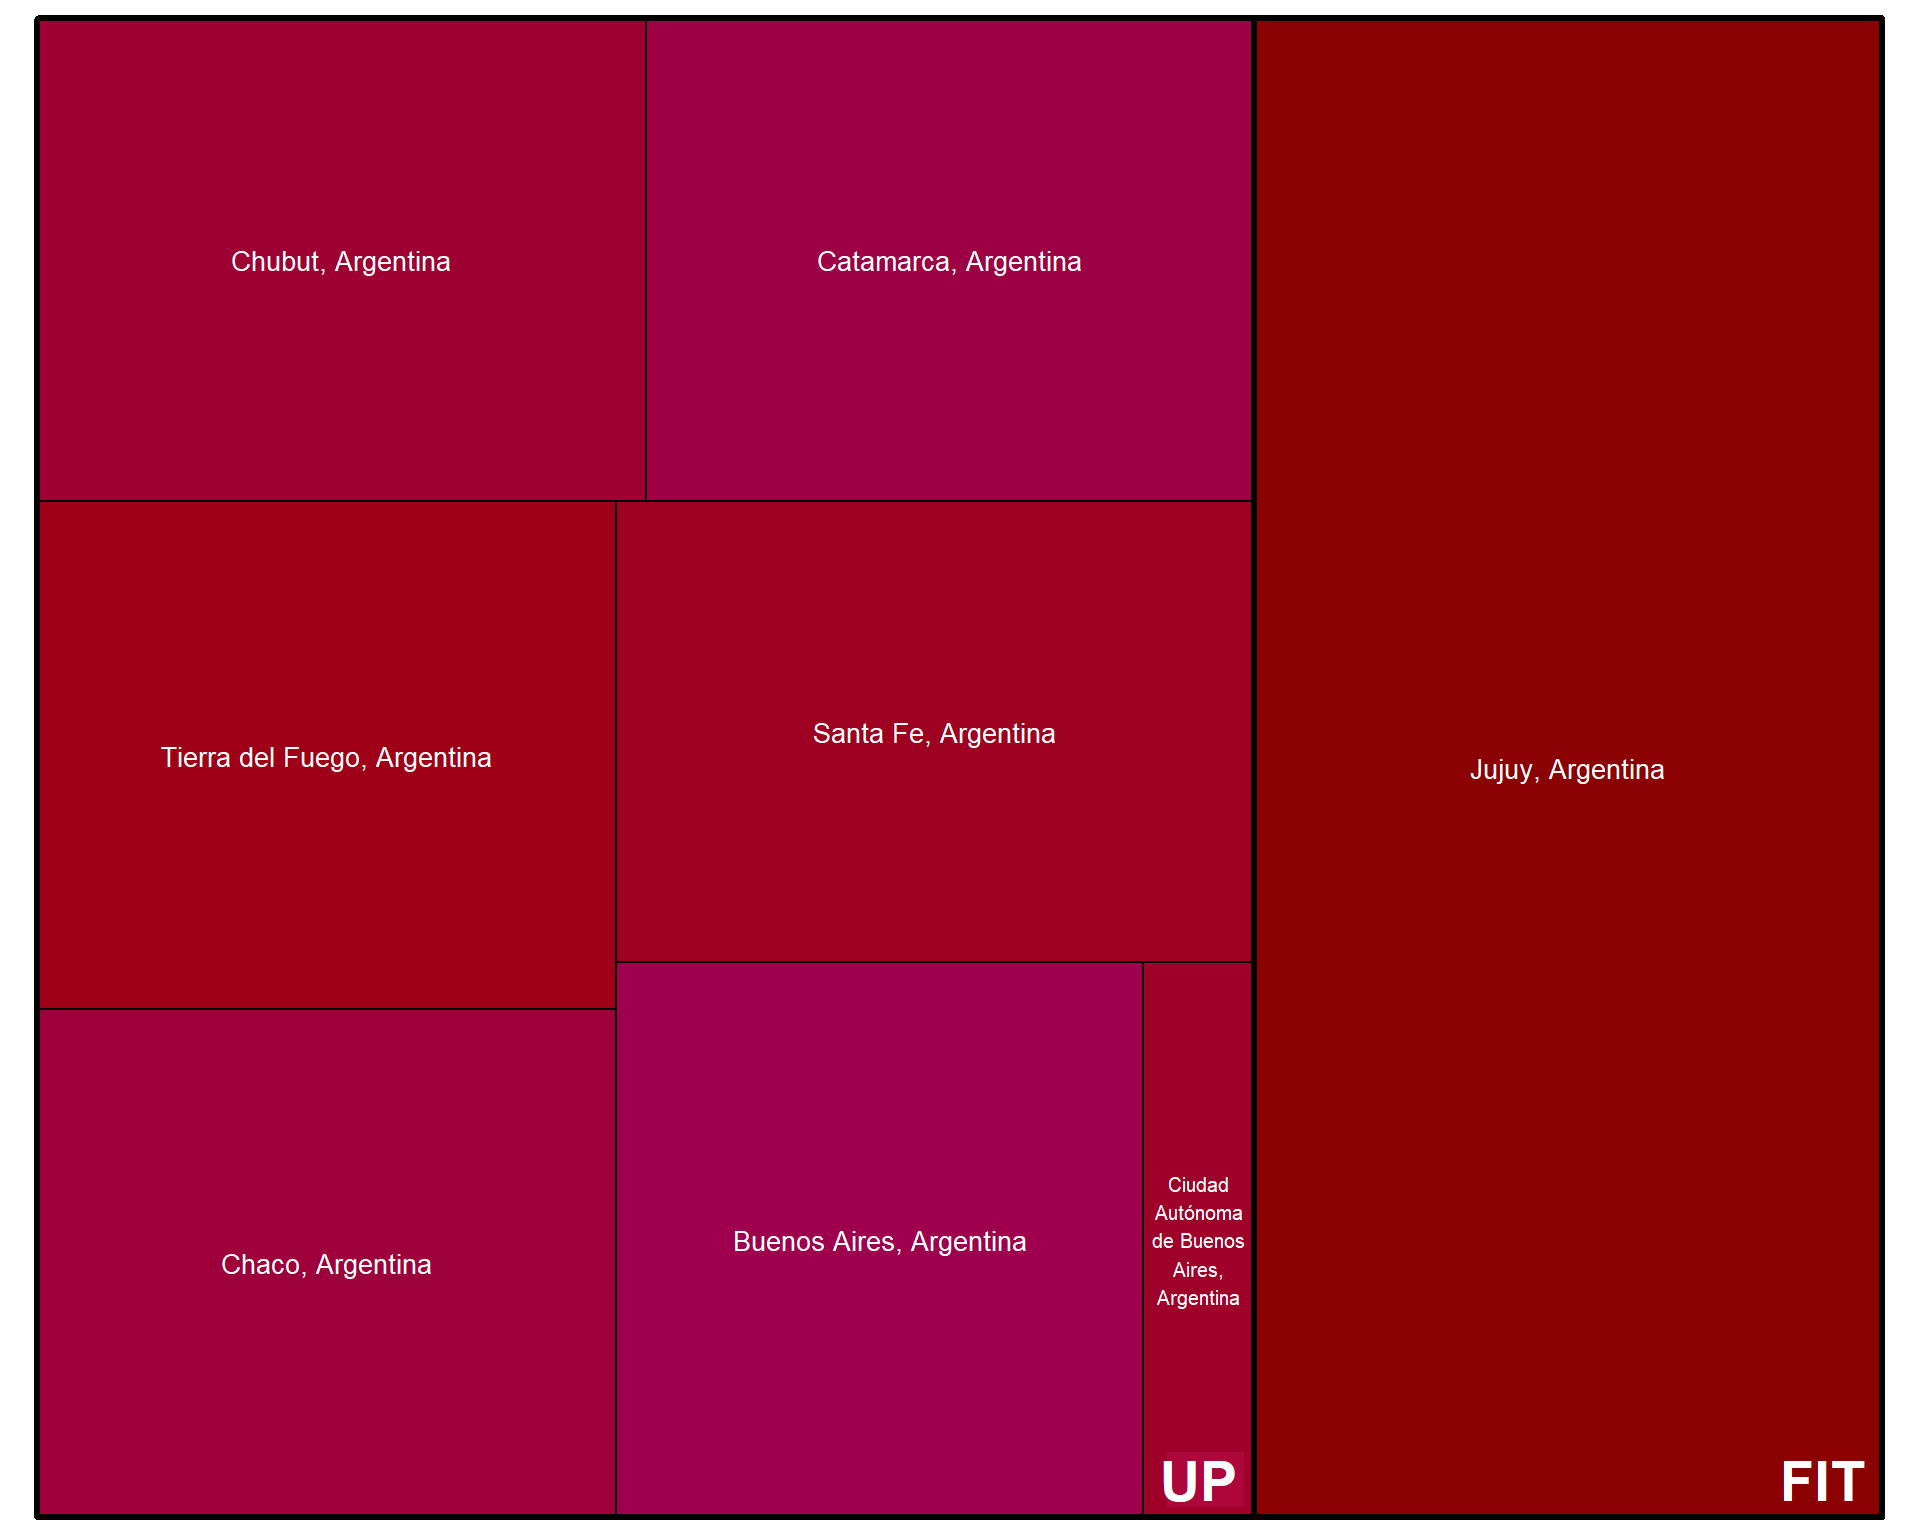 Chubut, Argentina
Catamarca, Argentina
Tierra del Fuego, Argentina
Santa Fe, Argentina
Jujuy, Argentina
Chaco, Argentina
Buenos Aires, Argentina
Ciudad
Autónoma
de Buenos
Aires,
Argentina
UP
FIT